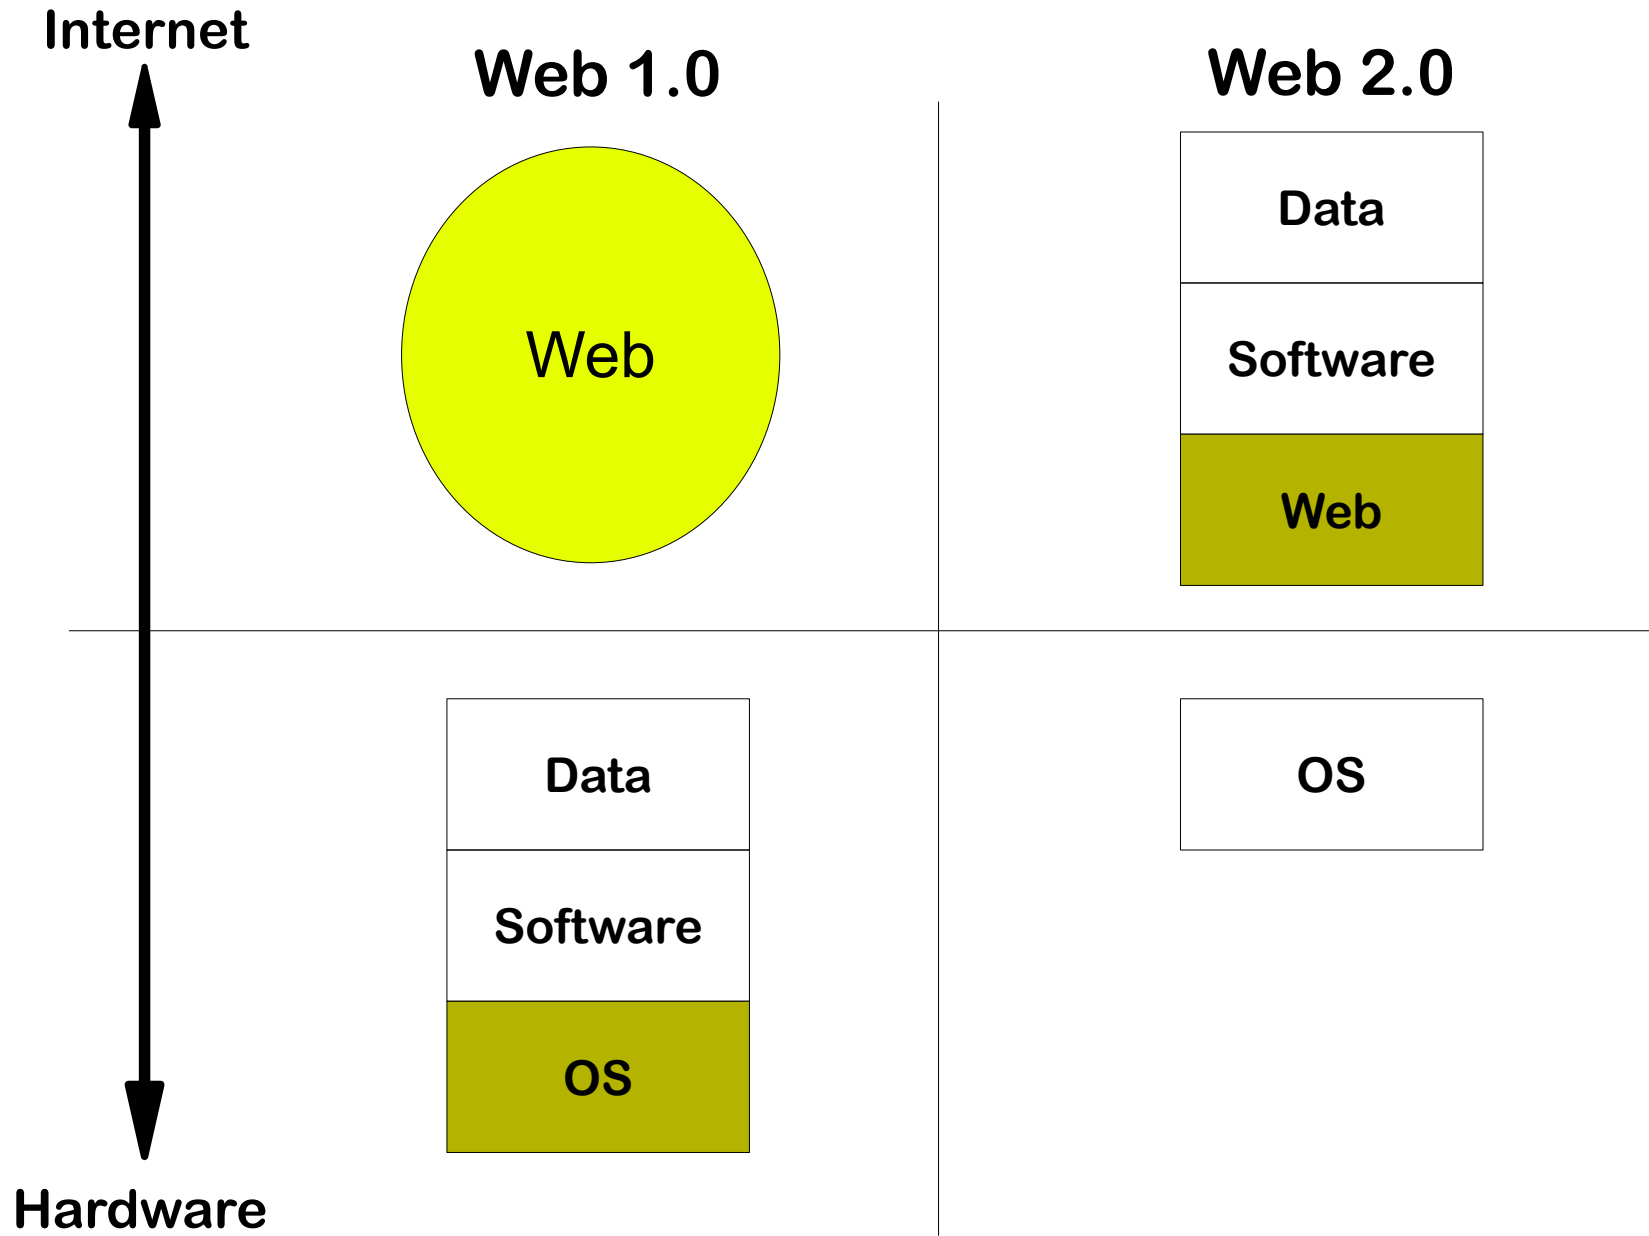 Internet
Web 1.0
Web 2.0
Web
Data
Software
Web
Data
Software
OS
OS
Hardware